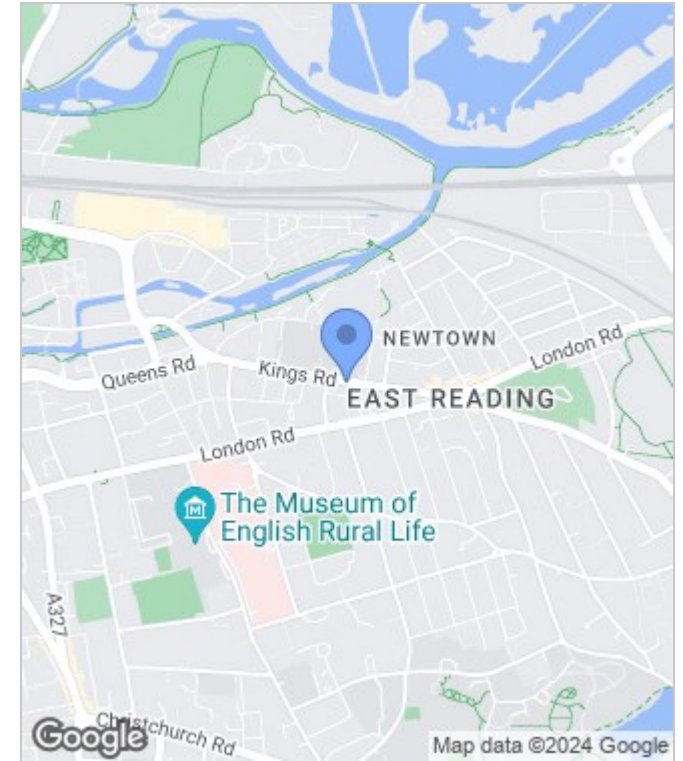 NEWTOWN
London Rd
Queens Rd
Kings Rd
EAST READING
London Rd
The Museum of
English Rural Life
A327
Christchurch Rd
Google
Map data ©2024 Google